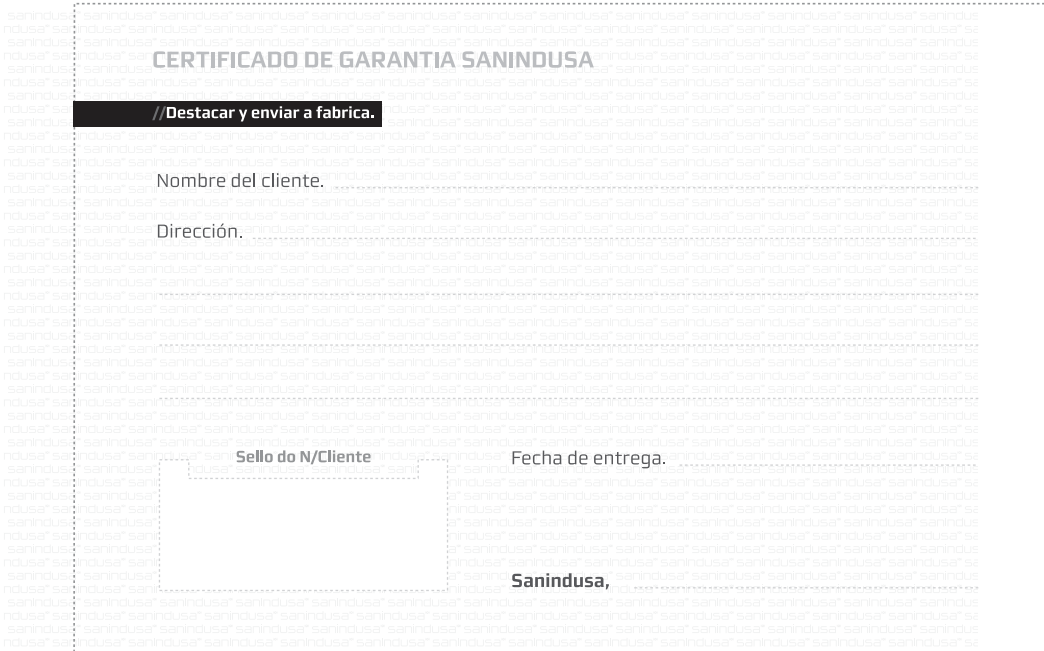 CERTIFICADO DE GARANTIA SANINDUSA
//Destacar y enviar a fabrica.
Nombre del cliente.
Dirección.
Sello do N/Cliente
Fecha de entrega.
Sanindusa,